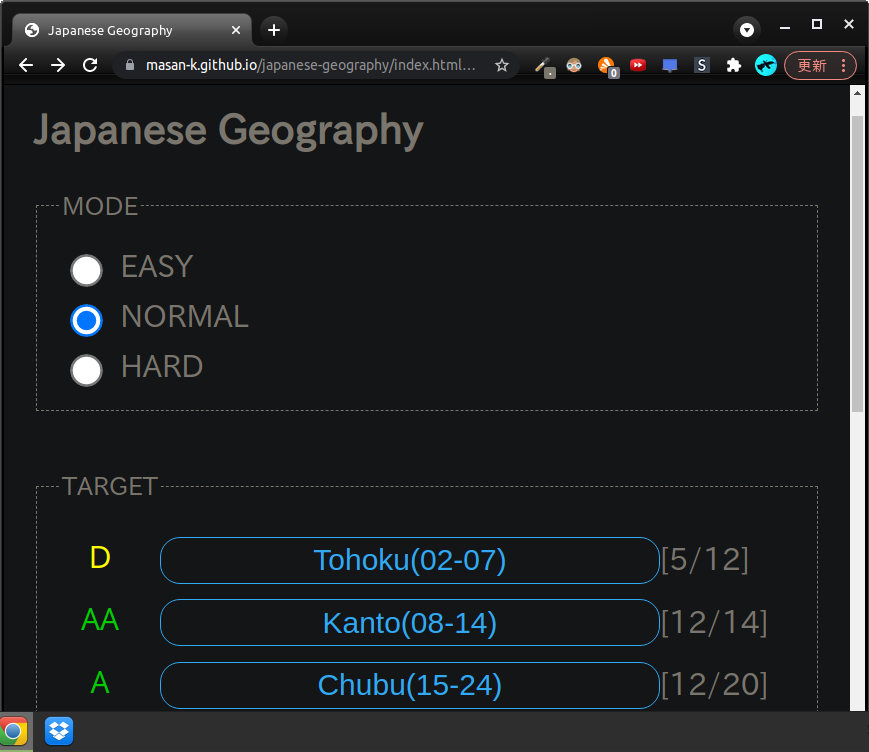 Japanese Geography
masan-k.github.io/japanese-geography/index.html...
0
S
更新
Japanese Geography
MODE
EASY
NORMAL
HARD
TARGET
D Tohoku(02-07) [5/12]
AA Kanto(08-14) [12/14]
A Chubu(15-24) [12/20]